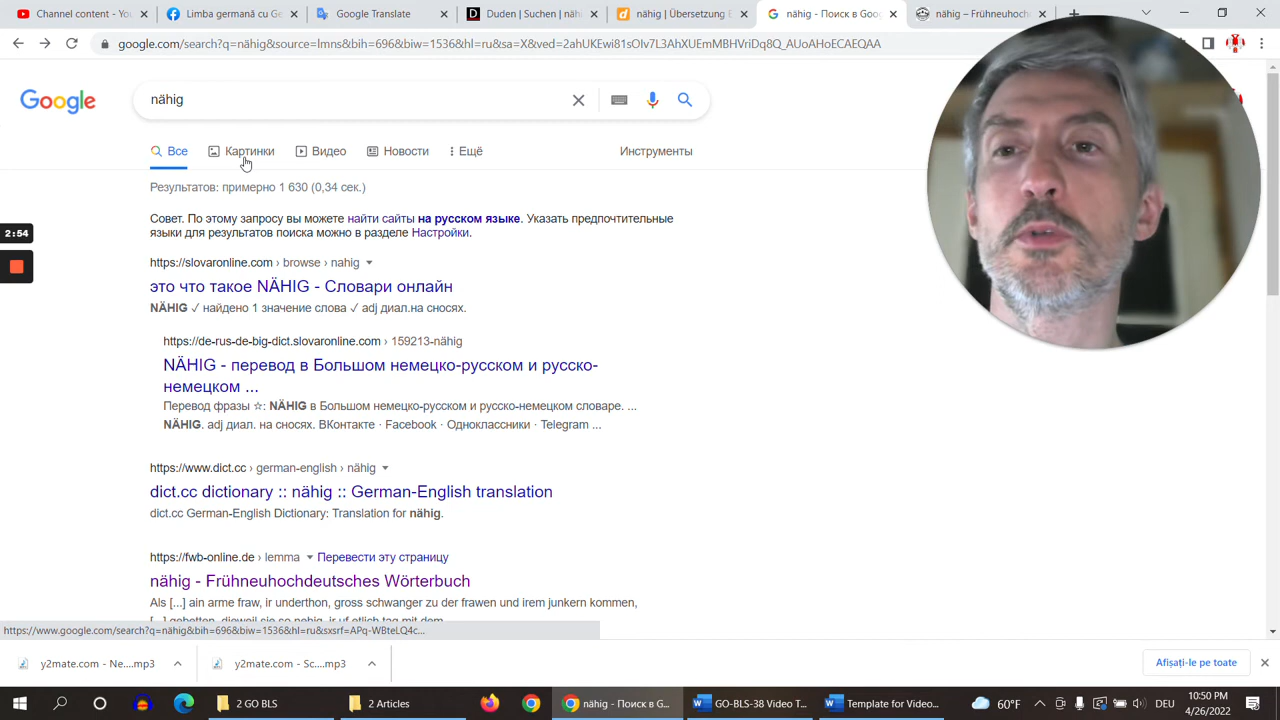 Channel content - You
Limba germană cu Ge
Google Translate
Duden | Suchen | näh
nähig | Übersetzung E
nähig - Поиск в Goog
nähig – Frühneuhoch
google.com/search?q=nähig&source=lmns&bih=696&biw=1536&hl=ru&sa=X&ved=2ahUKEwi81sOIv7L3AhXUEmMBHVriDq8Q_AUoAHoECAEQAA
Google
nähig
Все
Картинки
Видео
Новости
Ещё
Инструменты
Результатов: примерно 1 630 (0,34 сек.)
2:54
Совет. По этому запросу вы можете найти сайты на русском языке. Указать предпочтительные
языки для результатов поиска можно в разделе Настройки.
https://slovaronline.com › browse › nahig
это что такое NÄHIG - Словари онлайн
NÄHIG ✓ найдено 1 значение слова ✓ adj диал.на сносях.
https://de-rus-de-big-dict.slovaronline.com › 159213-nähig
NÄHIG - перевод в Большом немецко-русском и русско-
немецком ...
Перевод фразы ☆: NÄHIG в Большом немецко-русском и русско-немецком словаре. ...
NÄHIG. adj диал. на сносях. ВКонтакте · Facebook · Одноклассники · Telegram ...
https://www.dict.cc › german-english › nähig
dict.cc dictionary :: nähig :: German-English translation
dict.cc German-English Dictionary: Translation for nähig.
https://fwb-online.de › lemma
Перевести эту страницу
nähig - Frühneuhochdeutsches Wörterbuch
Als [...] ain arme fraw, ir underthon, gross schwanger zu der frawen und irem junkern kommen,
https://www.google.com/search?q=nähig&bih=696&biw=1536&hl=ru&sxsrf=APq-WBteLQ4c...
y2mate.com - Ne....mp3
y2mate.com - Sc....mp3
Afișați-le pe toate
2 GO BLS
2 Articles
nähig - Поиск в G...
GO-BLS-38 Video T...
Template for Video...
60°F
DEU
10:50 PM
4/26/2022